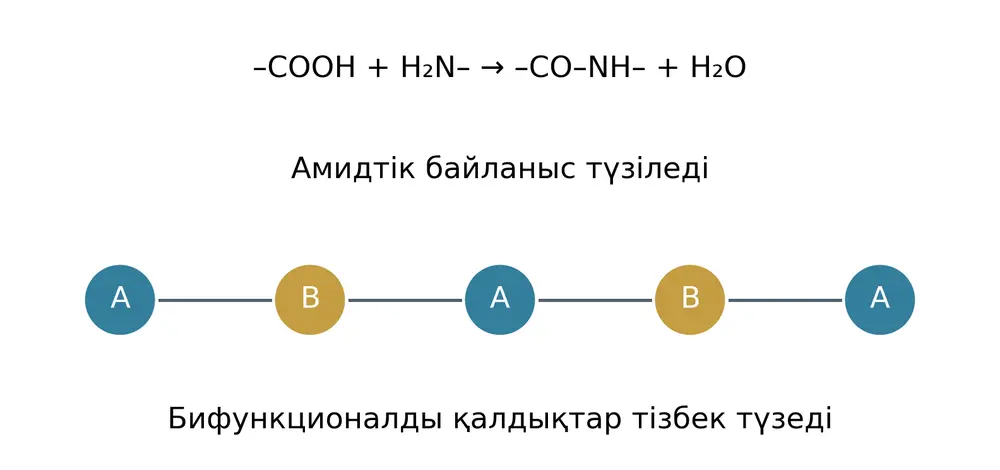 –COOH + H₂N– → –CO–NH– + H₂O
Амидтік байланыс түзіледі
A B A B A
Бифункционалды қалдықтар тізбек түзеді